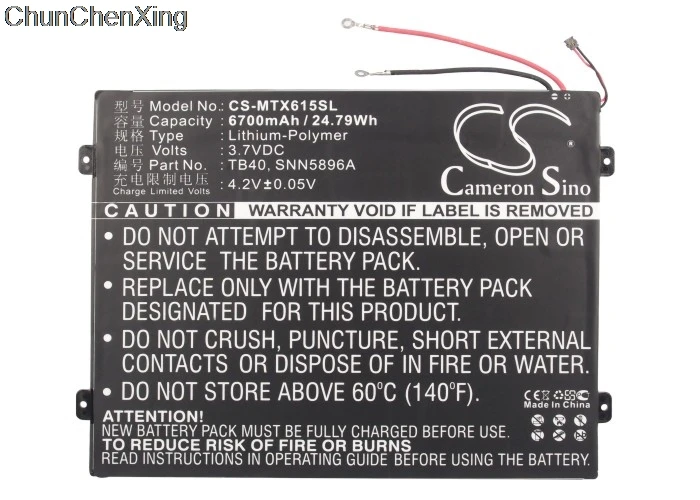 ChunChenXing
型号 Model No.: CS-MTX615SL
容量 Capacity : 6700mAh / 24.79Wh
类型 Type : Lithium-Polymer
电压 Volts : 3.7VDC
编号 Part No. : TB40, SNN5896A
充电限制电压 : 4.2V±0.05V
Charge Limited Volts
CS
Cameron Sino
CAUTION WARRANTY VOID IF LABEL IS REMOVED
• DO NOT ATTEMPT TO DISASSEMBLE, OPEN OR
SERVICE THE BATTERY PACK.
• REPLACE ONLY WITH THE BATTERY PACK
DESIGNATED FOR THIS PRODUCT.
• DO NOT CRUSH, PUNCTURE, SHORT EXTERNAL
CONTACTS OR DISPOSE OF IN FIRE OR WATER.
• DO NOT STORE ABOVE 60°C (140°F).
CE
Made In China
ATTENTION!
NEW BATTERY PACK MUST BE FULLY CHARGED BEFORE USE.
TO REDUCE RISK OF FIRE OR BURNS
READ INSTRUCTIONS IN OPERATING GUIDE BEFORE BATTERY USE